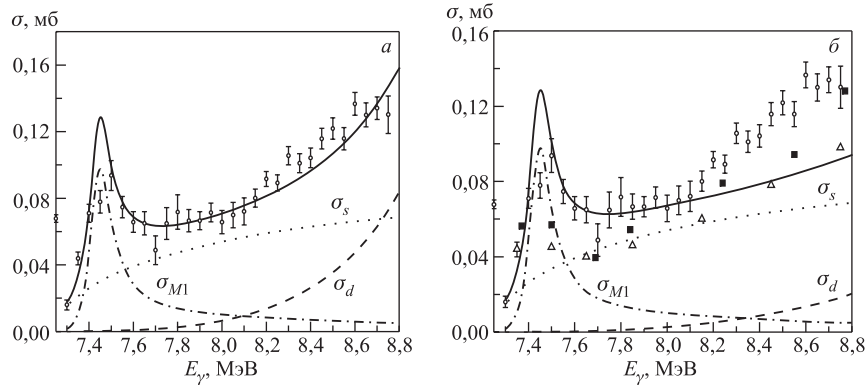 σ, мб
а
0,16
0,12
0,08
0,04
0,00
σs
σM1
σd
7,4 7,6 7,8 8,0 8,2 8,4 8,6 8,8
Eγ, МэВ
σ, мб
б
0,16
0,12
0,08
0,04
0,00
σs
σM1
σd
7,4 7,6 7,8 8,0 8,2 8,4 8,6 8,8
Eγ, МэВ